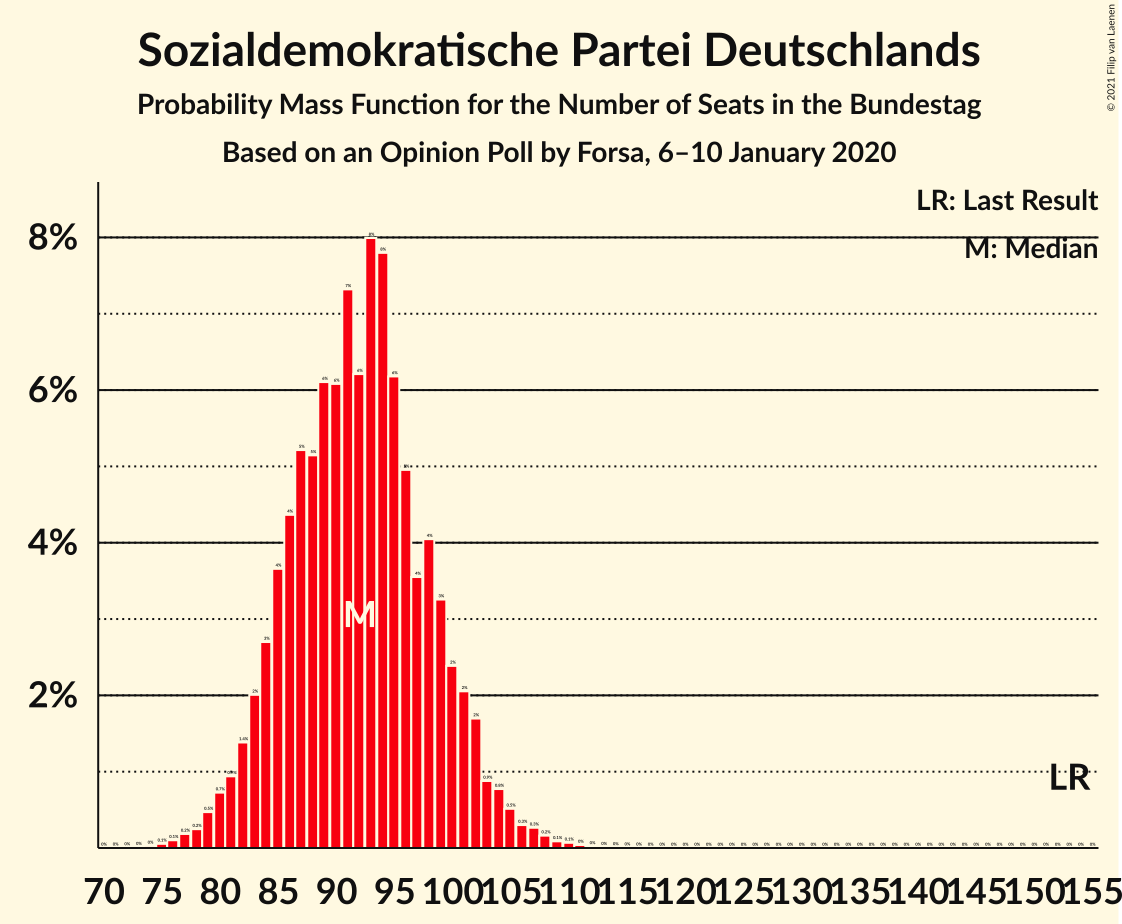 Sozialdemokratische Partei Deutschlands
Probability Mass Function for the Number of Seats in the Bundestag
Based on an Opinion Poll by Forsa, 6–10 January 2020
© 2021 Filip van Laenen
LR: Last Result
M: Median
8%
6%
4%
2%
M
LR
70 75 80 85 90 95 100 105 110 115 120 125 130 135 140 145 150 155